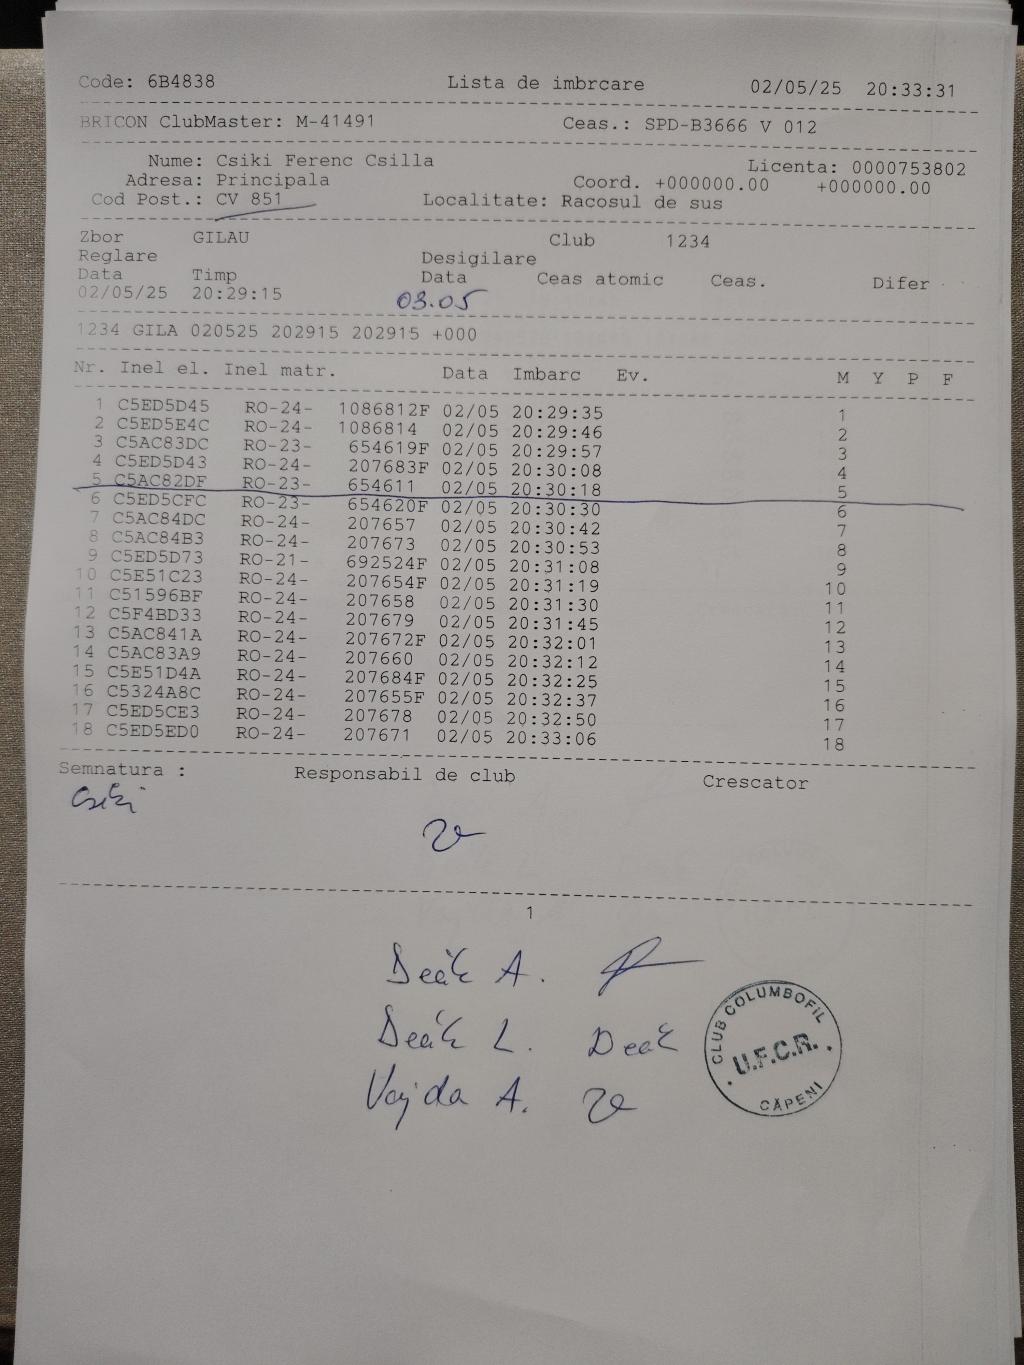 Code: 6B4838 Lista de imbrcare 02/05/25 20:33:31
BRICON ClubMaster: M-41491 Ceas.: SPD-B3666 V 012
Nume: Csiki Ferenc Csilla Licenta: 0000753802
Adresa: Principala Coord. +000000.00 +000000.00
Cod Post.: CV 851 Localitate: Racosul de sus
Zbor GILAU Club 1234
Reglare Desigilare
Data Timp Data Ceas atomic Ceas. Difer
02/05/25 20:29:15 03.05
1234 GILA 020525 202915 202915 +000
Nr. Inel el. Inel matr. Data Imbarc Ev. M Y P F
1 C5ED5D45 RO-24- 1086812F 02/05 20:29:35 1
2 C5ED5E4C RO-24- 1086814 02/05 20:29:46 2
3 C5AC83DC RO-23- 654619F 02/05 20:29:57 3
4 C5ED5D43 RO-24- 207683F 02/05 20:30:08 4
5 C5AC82DF RO-23- 654611 02/05 20:30:18 5
6 C5ED5CFC RO-23- 654620F 02/05 20:30:30 6
7 C5AC84DC RO-24- 207657 02/05 20:30:42 7
8 C5AC84B3 RO-24- 207673 02/05 20:30:53 8
9 C5ED5D73 RO-21- 692524F 02/05 20:31:08 9
10 C5E51C23 RO-24- 207654F 02/05 20:31:19 10
11 C51596BF RO-24- 207658 02/05 20:31:30 11
12 C5F4BD33 RO-24- 207679 02/05 20:31:45 12
13 C5AC841A RO-24- 207672F 02/05 20:32:01 13
14 C5AC83A9 RO-24- 207660 02/05 20:32:12 14
15 C5E51D4A RO-24- 207684F 02/05 20:32:25 15
16 C5324A8C RO-24- 207655F 02/05 20:32:37 16
17 C5ED5CE3 RO-24- 207678 02/05 20:32:50 17
18 C5ED5ED0 RO-24- 207671 02/05 20:33:06 18
Semnatura : Responsabil de club Crescator
Csiki
1
Deák A.
Deák L. Deák
Vajda A.
CLUB COLUMBOFIL
U.F.C.R.
CĂPENI